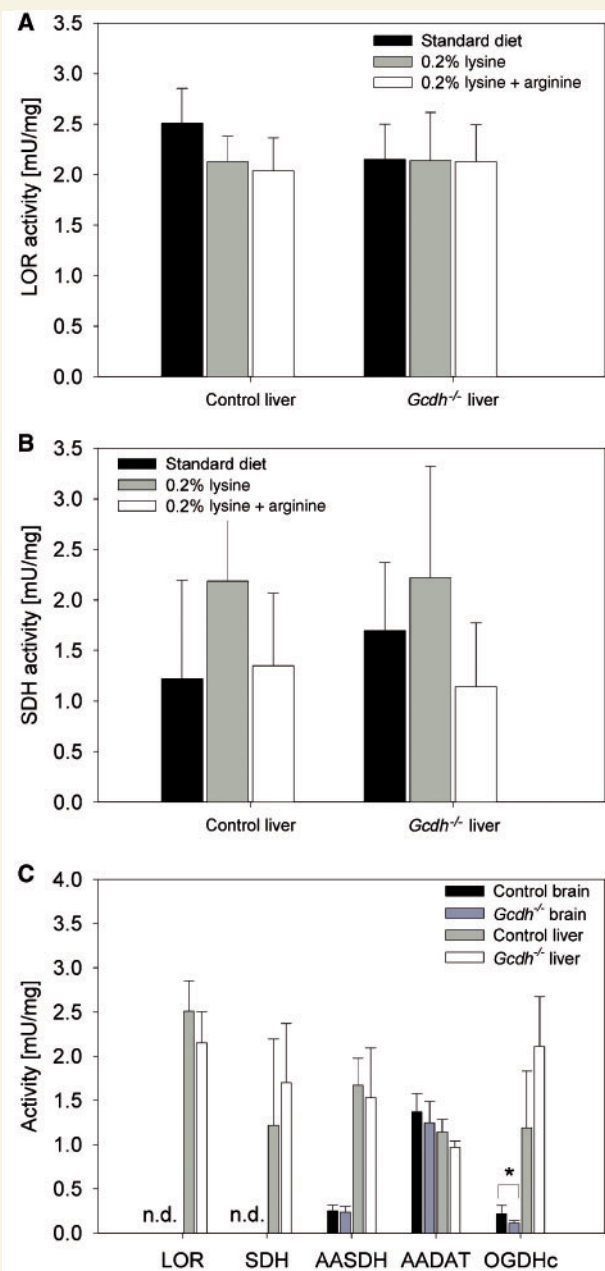 A
3.5
3.0
2.5
2.0
1.5
1.0
0.5
0.0
LOR activity [mU/mg]
Standard diet
0.2% lysine
0.2% lysine + arginine
Control liver
Gcdh-/- liver
B
3.5
3.0
2.5
2.0
1.5
1.0
0.5
0.0
SDH activity [mU/mg]
Standard diet
0.2% lysine
0.2% lysine + arginine
Control liver
Gcdh-/- liver
C
4.0
3.5
3.0
2.5
2.0
1.5
1.0
0.5
0.0
Activity [mU/mg]
Control brain
Gcdh-/- brain
Control liver
Gcdh-/- liver
*
n.d.
n.d.
LOR SDH AASDH AADAT OGDHc